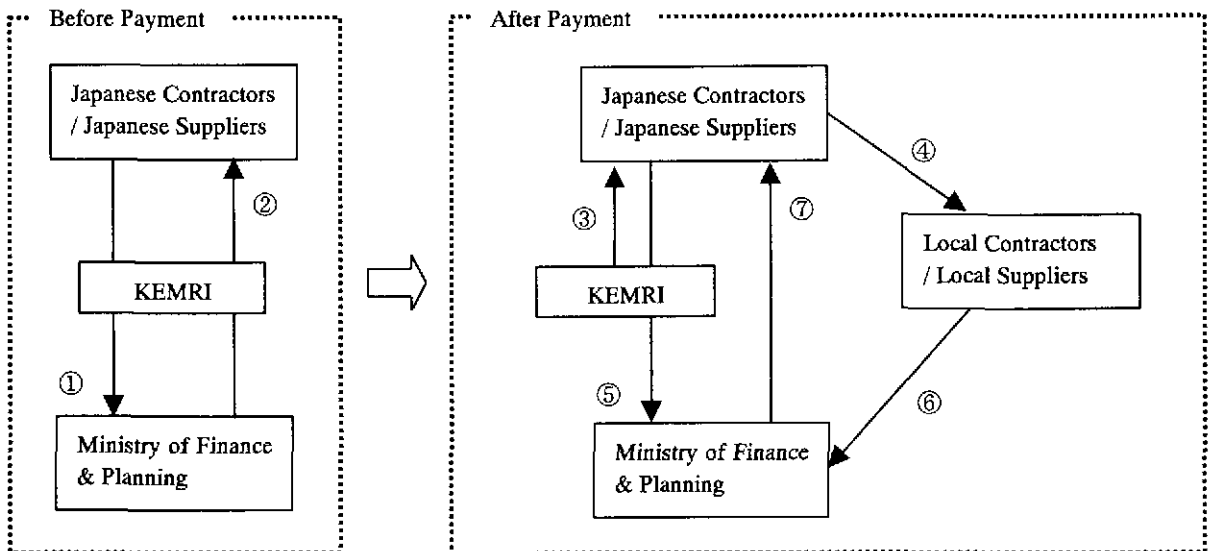 Before Payment
Japanese Contractors
/ Japanese Suppliers
②
KEMRI
①
Ministry of Finance
& Planning
After Payment
Japanese Contractors
/ Japanese Suppliers
④
③
⑦
Local Contractors
/ Local Suppliers
KEMRI
⑤
⑥
Ministry of Finance
& Planning